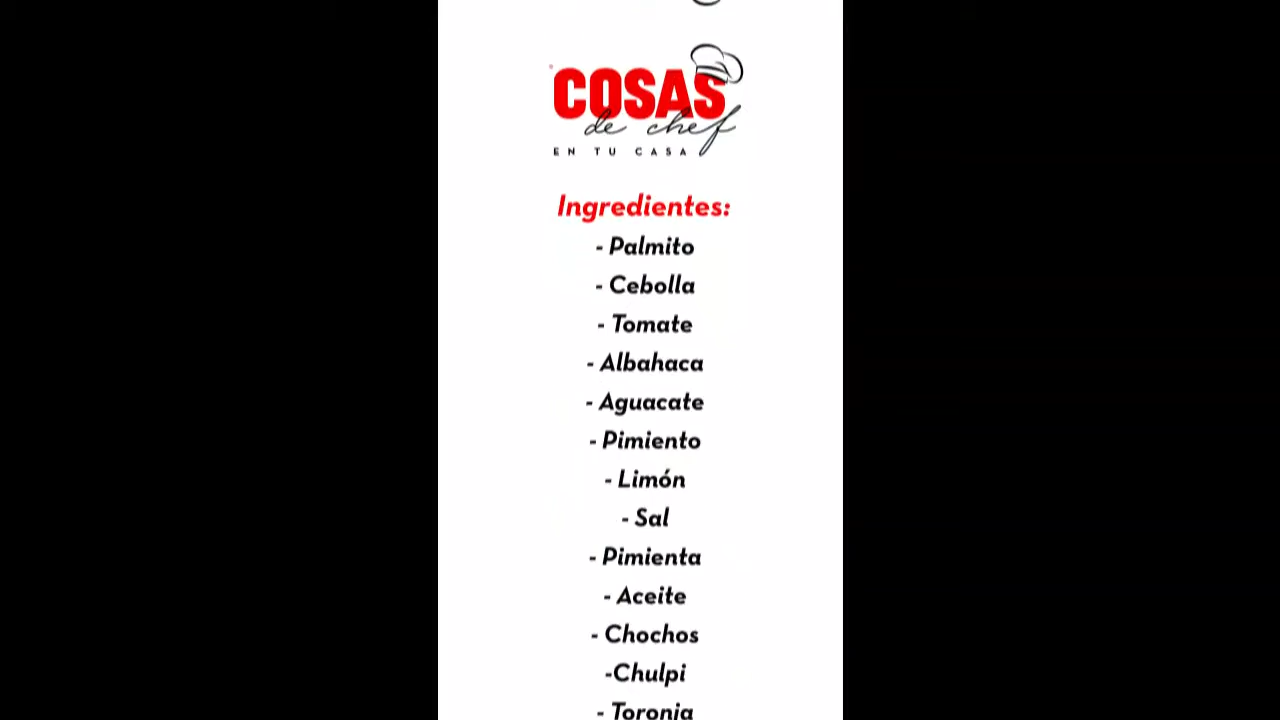 COSAS
de chef
EN TU CASA
Ingredientes:
- Palmito
- Cebolla
- Tomate
- Albahaca
- Aguacate
- Pimiento
- Limón
- Sal
- Pimienta
- Aceite
- Chochos
-Chulpi
- Toronja